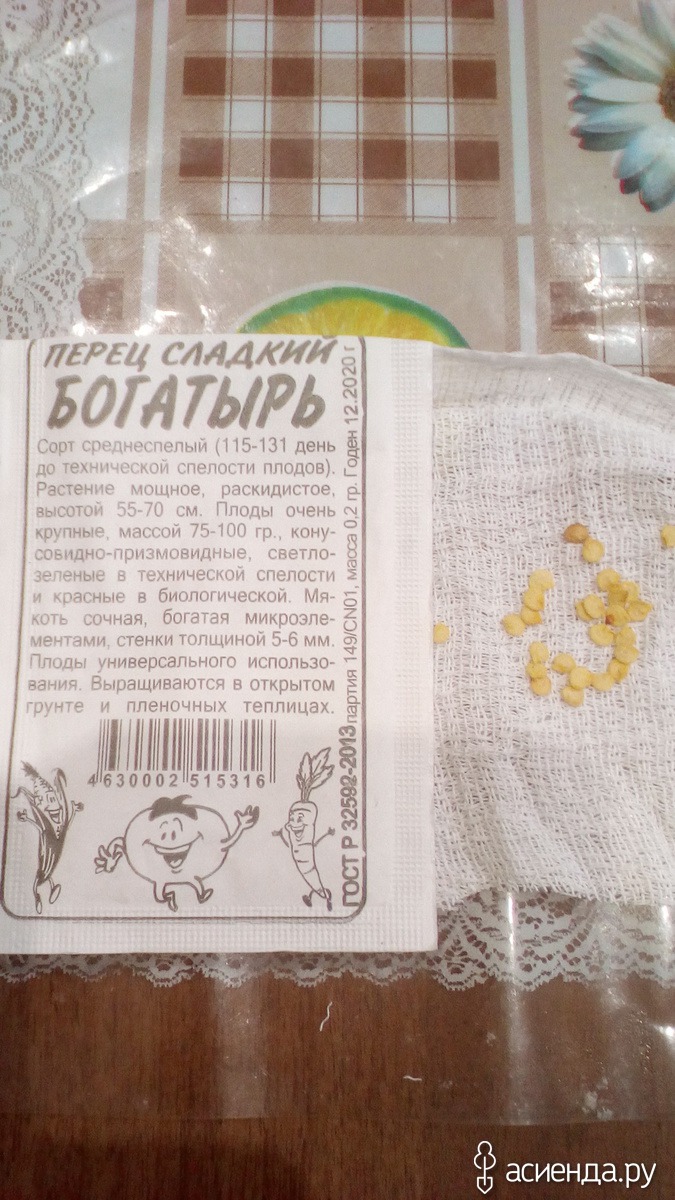 ПЕРЕЦ СЛАДКИЙ
БОГАТЫРЬ
Сорт среднеспелый (115-131 день
до технической спелости плодов).
Растение мощное, раскидистое,
высотой 55-70 см. Плоды очень
крупные, массой 75-100 гр., кону-
совидно-призмовидные, светло-
зеленые в технической спелости
и красные в биологической. Мя-
коть сочная, богатая микроэле-
ментами, стенки толщиной 5-6 мм.
Плоды универсального использо-
вания. Выращиваются в открытом
грунте и пленочных теплицах.
4 630002 515316
ГОСТ Р 32592-2013 партия 149/CN01, масса 0,2 гр. Годен 12.2020 г
асиенда.ру